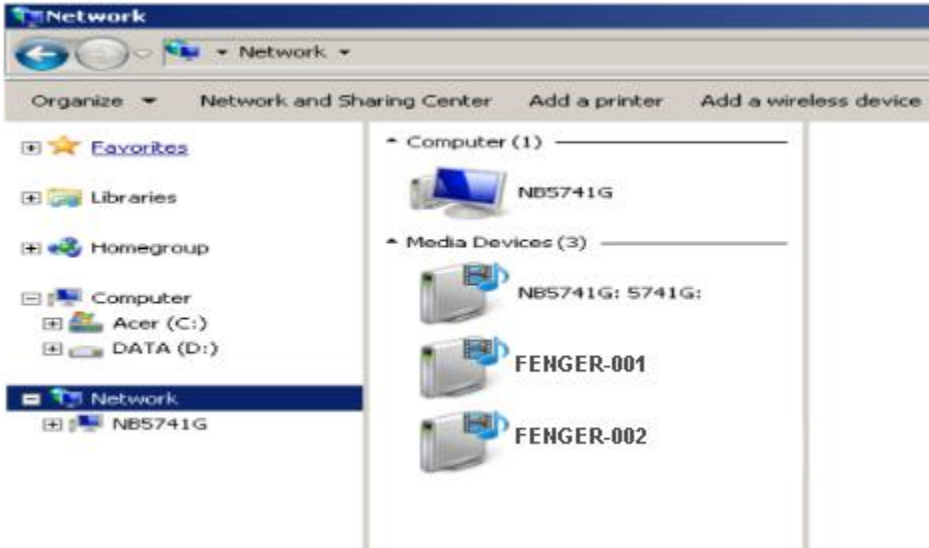 Network
Network
Organize Network and Sharing Center Add a printer Add a wireless device
Favorites
Libraries
Homegroup
Computer
Acer (C:)
DATA (D:)
Network
NB5741G
Computer (1)
NB5741G
Media Devices (3)
NB5741G: 5741G:
FENGER-001
FENGER-002